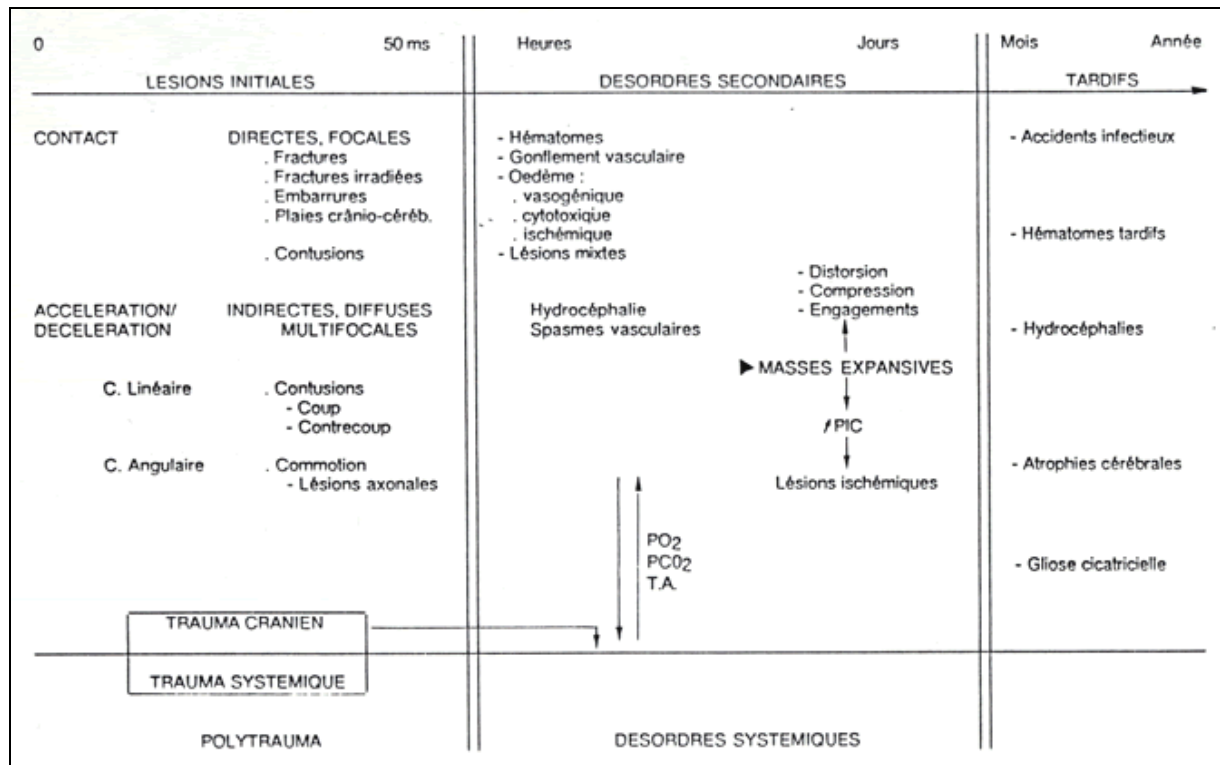 0 50 ms Heures Jours Mois Année
LESIONS INITIALES DESORDRES SECONDAIRES TARDIFS
CONTACT DIRECTES, FOCALES
. Fractures
. Fractures irradiées
. Embarrures
. Plaies crânio-céréb.
. Contusions
ACCELERATION/ INDIRECTES, DIFFUSES
DECELERATION MULTIFOCALES
C. Linéaire . Contusions
- Coup
- Contrecoup
C. Angulaire . Commotion
- Lésions axonales
- Hématomes
- Gonflement vasculaire
- Oedème :
. vasogénique
. cytotoxique
. ischémique
- Lésions mixtes
Hydrocéphalie
Spasmes vasculaires
- Distorsion
- Compression
- Engagements
MASSES EXPANSIVES
PIC
Lésions ischémiques
PO2
PCO2
T.A.
- Accidents infectieux
- Hématomes tardifs
- Hydrocéphalies
- Atrophies cérébrales
- Gliose cicatricielle
TRAUMA CRANIEN
TRAUMA SYSTEMIQUE
POLYTRAUMA DESORDRES SYSTEMIQUES